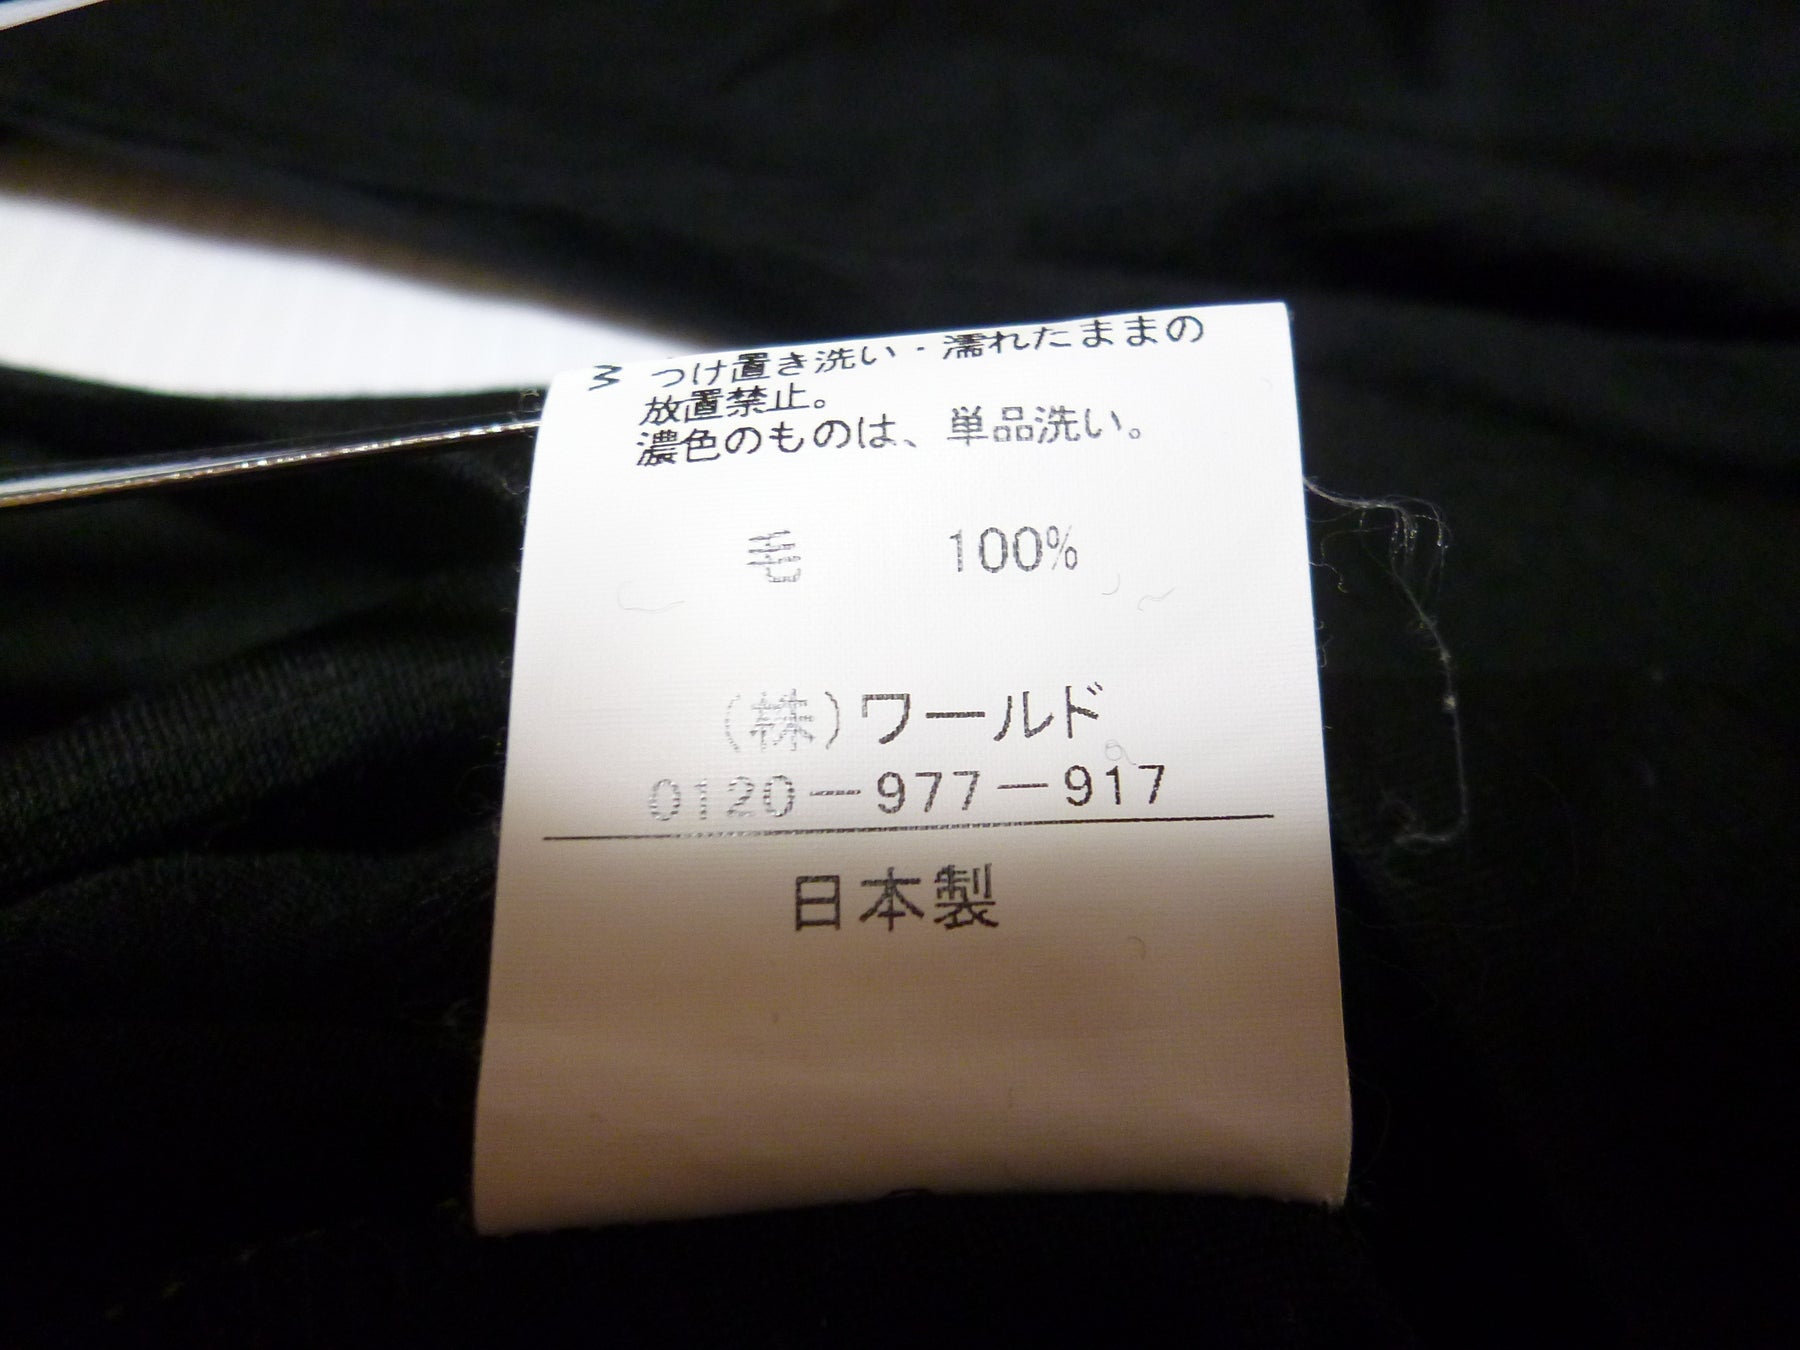 3 つけ置き洗い・濡れたままの
放置禁止。
濃色のものは、単品洗い。
毛 100%
(株)ワールド
0120ー977ー917
日本製